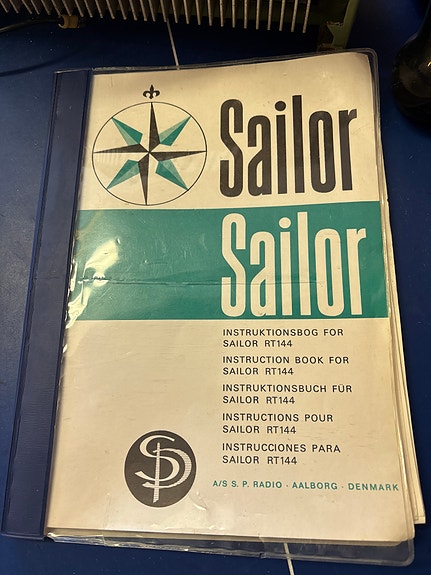 Sailor
Sailor
INSTRUKTIONSBOG FOR
SAILOR RT144
INSTRUCTION BOOK FOR
SAILOR RT144
INSTRUKTIONSBUCH FÜR
SAILOR RT144
INSTRUCTIONS POUR
SAILOR RT144
INSTRUCCIONES PARA
SAILOR RT144
SP
A/S S. P. RADIO · AALBORG · DENMARK